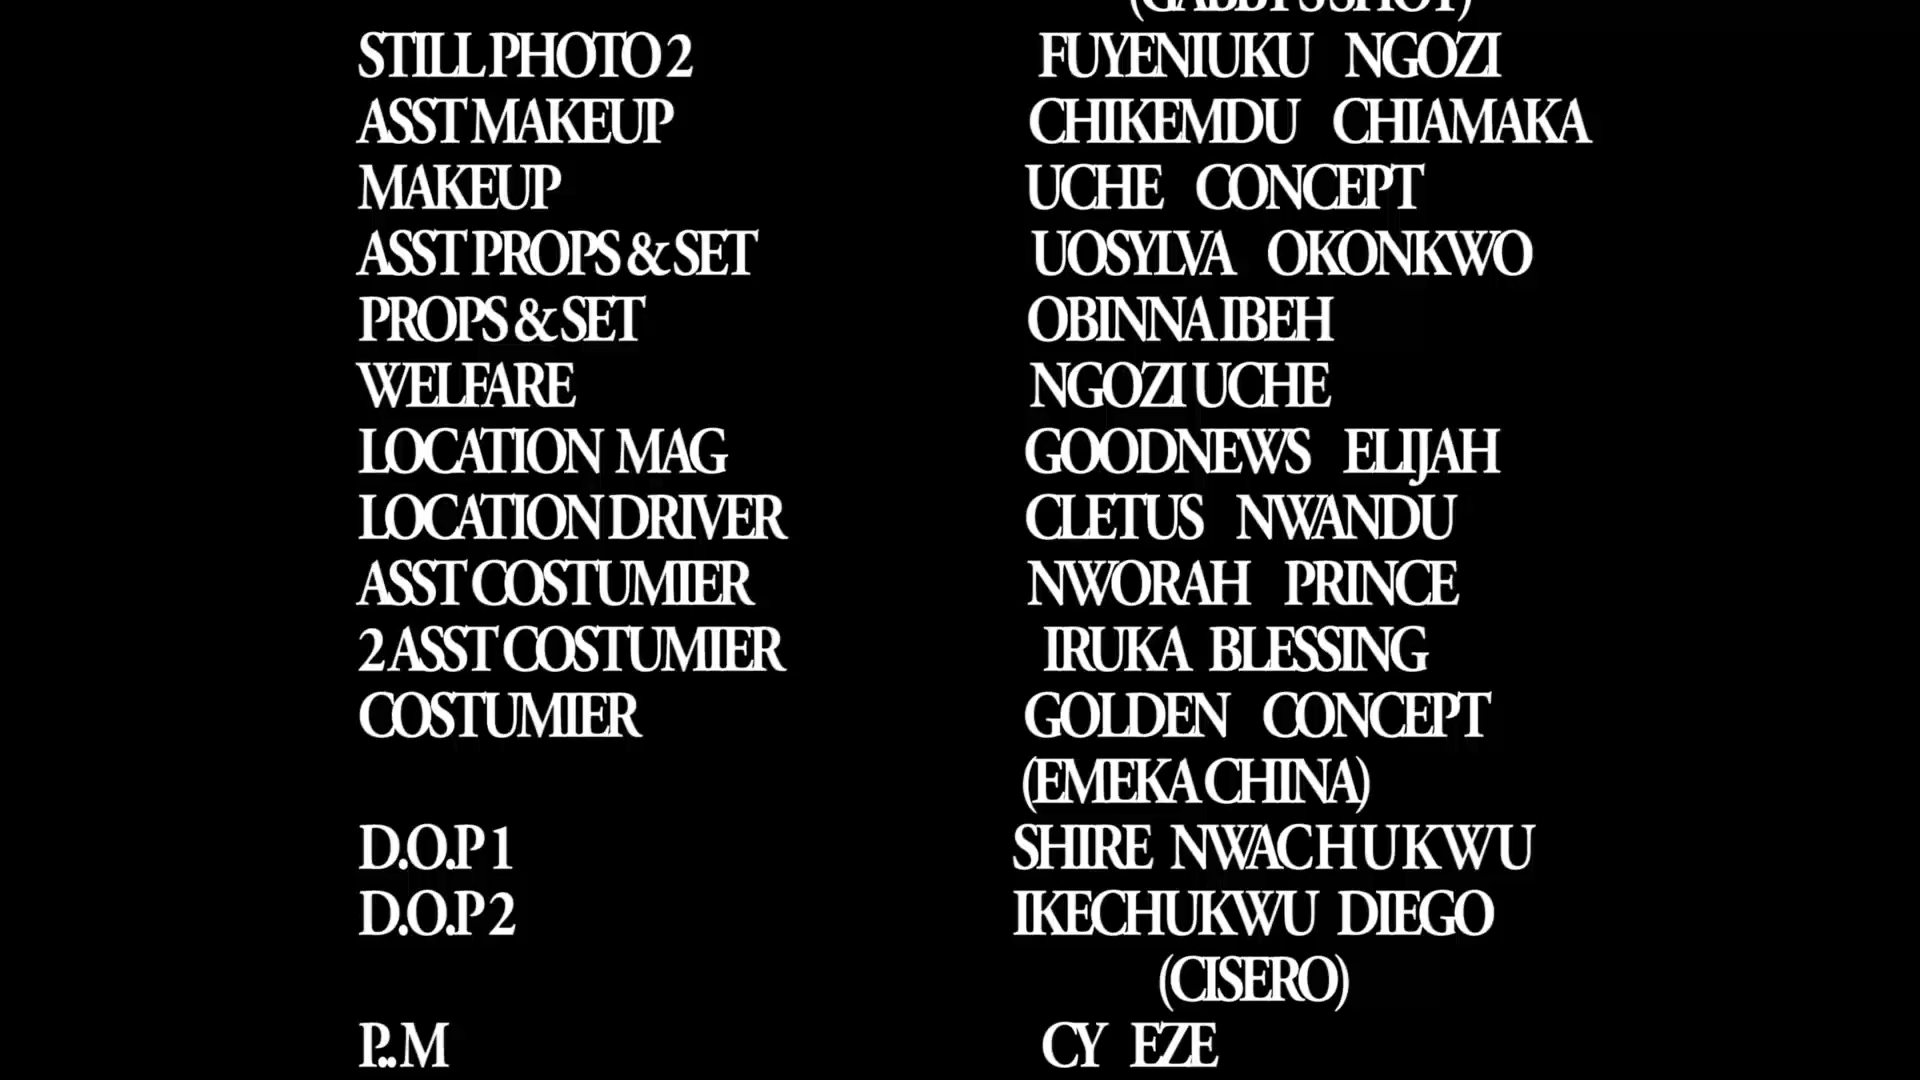 (GABBY'S SHOT)
STILL PHOTO 2 FUYENIUKU NGOZI
ASST MAKEUP CHIKEMDU CHIAMAKA
MAKEUP UCHE CONCEPT
ASST PROPS & SET UOSYLVA OKONKWO
PROPS & SET OBINNA IBEH
WELFARE NGOZI UCHE
LOCATION MAG GOODNEWS ELIJAH
LOCATION DRIVER CLETUS NWANDU
ASST COSTUMIER NWORAH PRINCE
2 ASST COSTUMIER IRUKA BLESSING
COSTUMIER GOLDEN CONCEPT
(EMEKA CHINA)
D.O.P 1 SHIRE NWACHUKWU
D.O.P 2 IKECHUKWU DIEGO
(CISERO)
P..M CY EZE